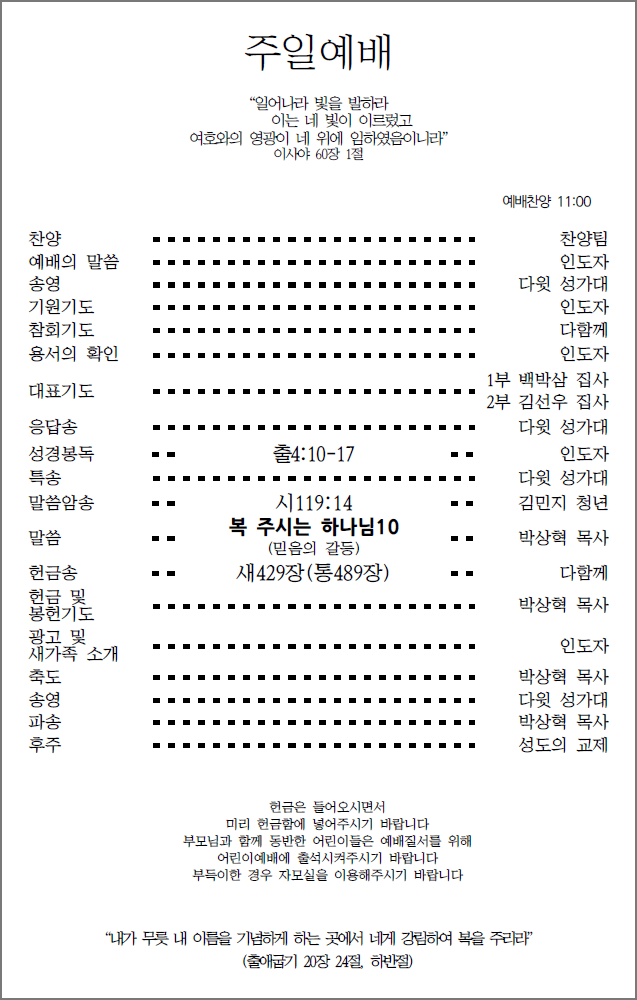 주일예배
“일어나라 빛을 발하라
이는 네 빛이 이르렀고
여호와의 영광이 네 위에 임하였음이니라”
이사야 60장 1절
예배찬양 11:00
찬양 찬양팀
예배의 말씀 인도자
송영 다윗 성가대
기원기도 인도자
참회기도 다함께
용서의 확인 인도자
대표기도 1부 백박삼 집사
2부 김선우 집사
응답송 다윗 성가대
성경봉독 출4:10-17 인도자
특송 다윗 성가대
말씀암송 시119:14 김민지 청년
말씀 복 주시는 하나님10 박상혁 목사
(믿음의 갈등)
헌금송 새429장(통489장) 다함께
헌금 및
봉헌기도 박상혁 목사
광고 및
새가족 소개 인도자
축도 박상혁 목사
송영 다윗 성가대
파송 박상혁 목사
후주 성도의 교제
헌금은 들어오시면서
미리 헌금함에 넣어주시기 바랍니다
부모님과 함께 동반한 어린이들은 예배질서를 위해
어린이예배에 출석시켜주시기 바랍니다
부득이한 경우 자모실을 이용해주시기 바랍니다
“내가 무릇 내 이름을 기념하게 하는 곳에서 네게 강림하여 복을 주리라”
(출애굽기 20장 24절, 하반절)